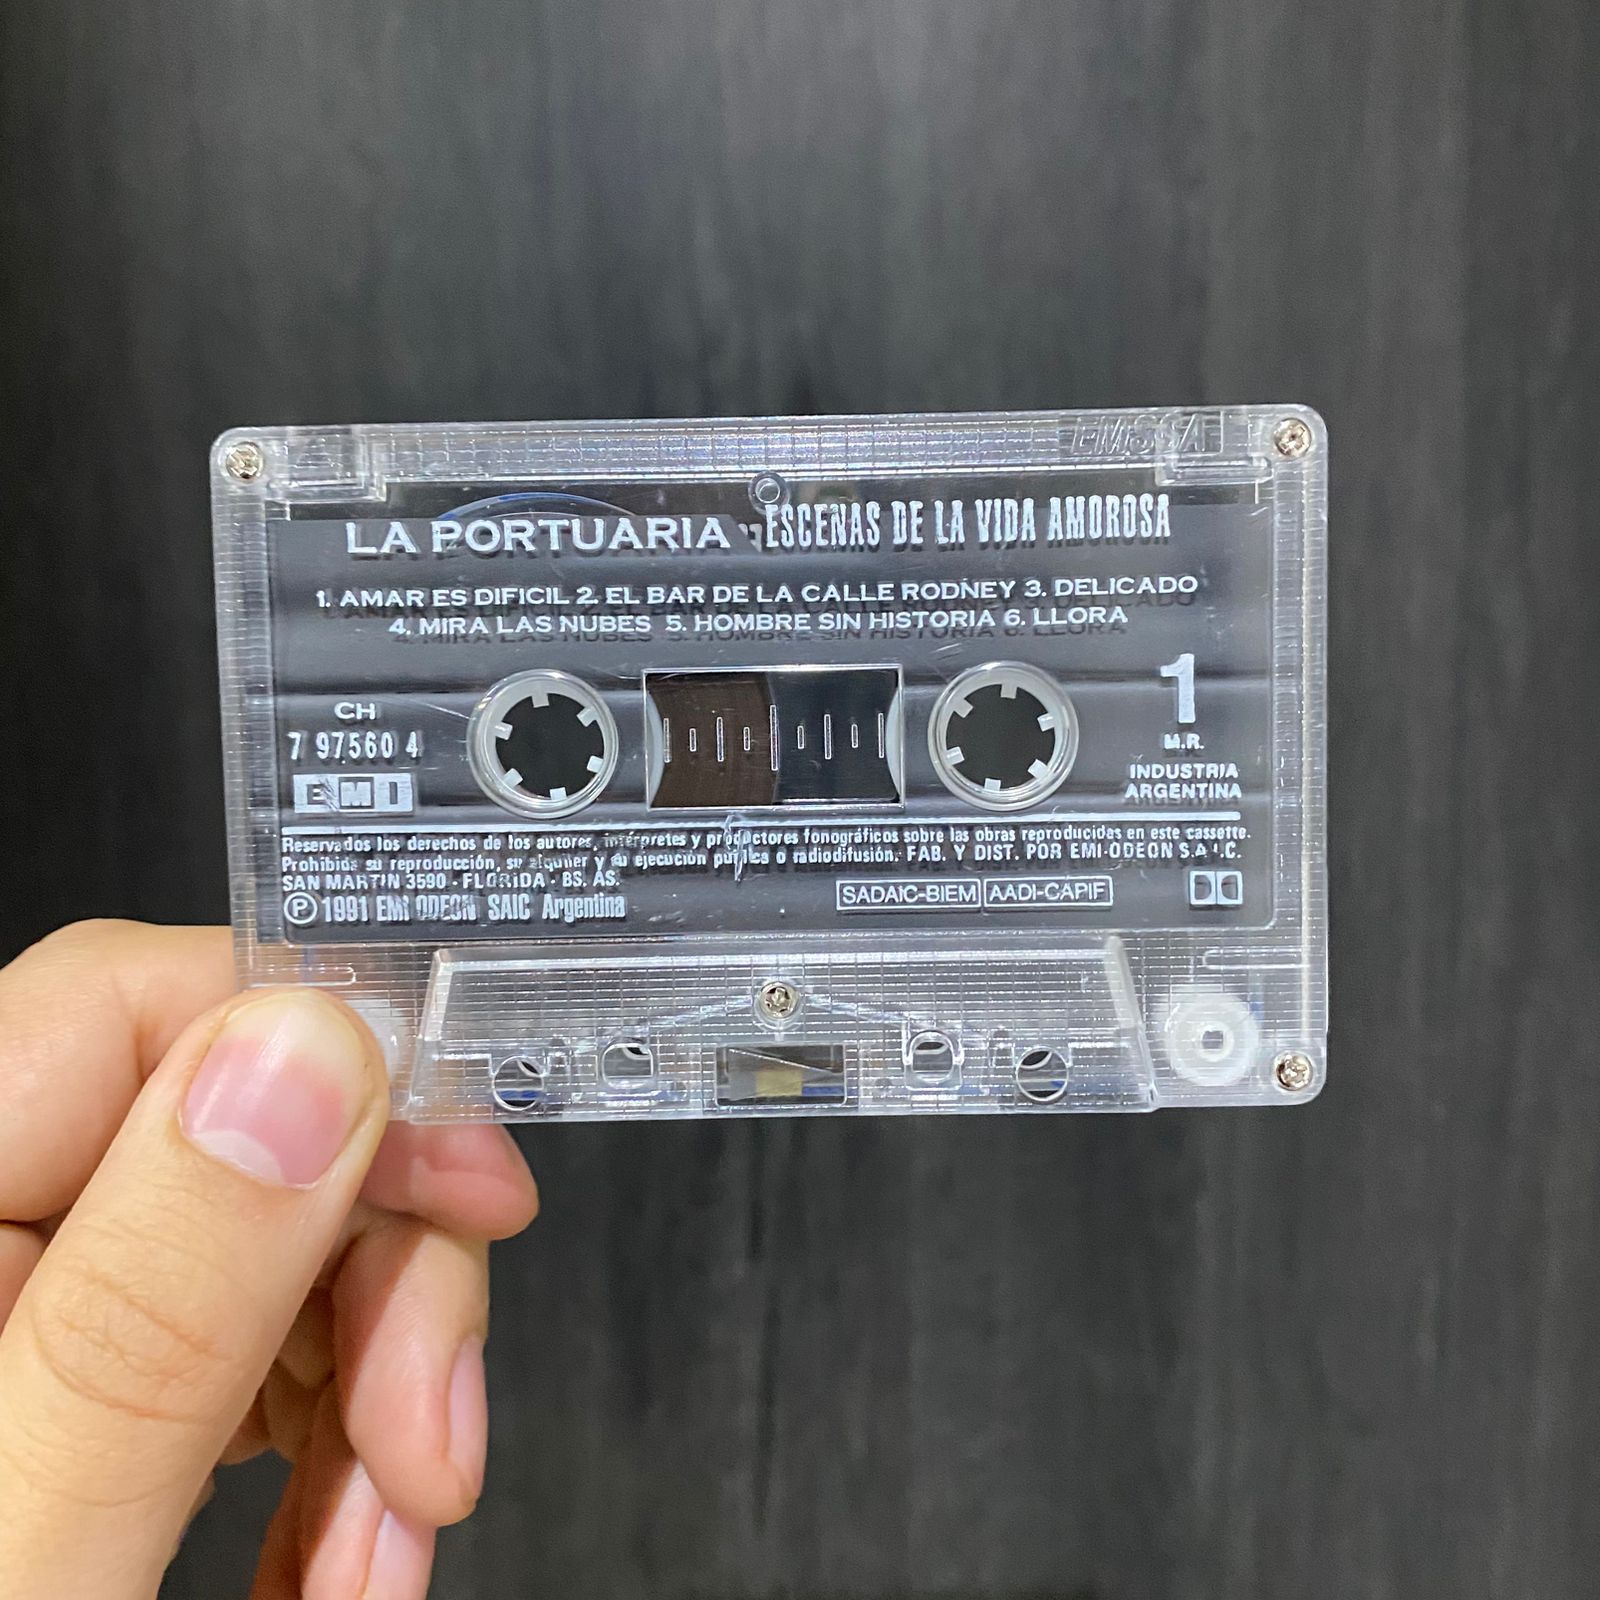 LA PORTUARIA - ESCENAS DE LA VIDA AMOROSA
1. AMAR ES DIFICIL 2. EL BAR DE LA CALLE RODNEY 3. DELICADO
4. MIRA LAS NUBES 5. HOMBRE SIN HISTORIA 6. LLORA
CH
7 97560 4
EMI
1
M.R.
INDUSTRIA
ARGENTINA
Reservados los derechos de los autores, intérpretes y productores fonográficos sobre las obras reproducidas en este cassette.
Prohibida su reproducción, su alquiler y su ejecución pública o radiodifusión. FAB. Y DIST. POR EMI-ODEON S.A.I.C.
SAN MARTIN 3590 - FLORIDA - BS. AS.
SADAIC-BIEM AADI-CAPIF
Ⓟ 1991 EMI ODEON SAIC Argentina